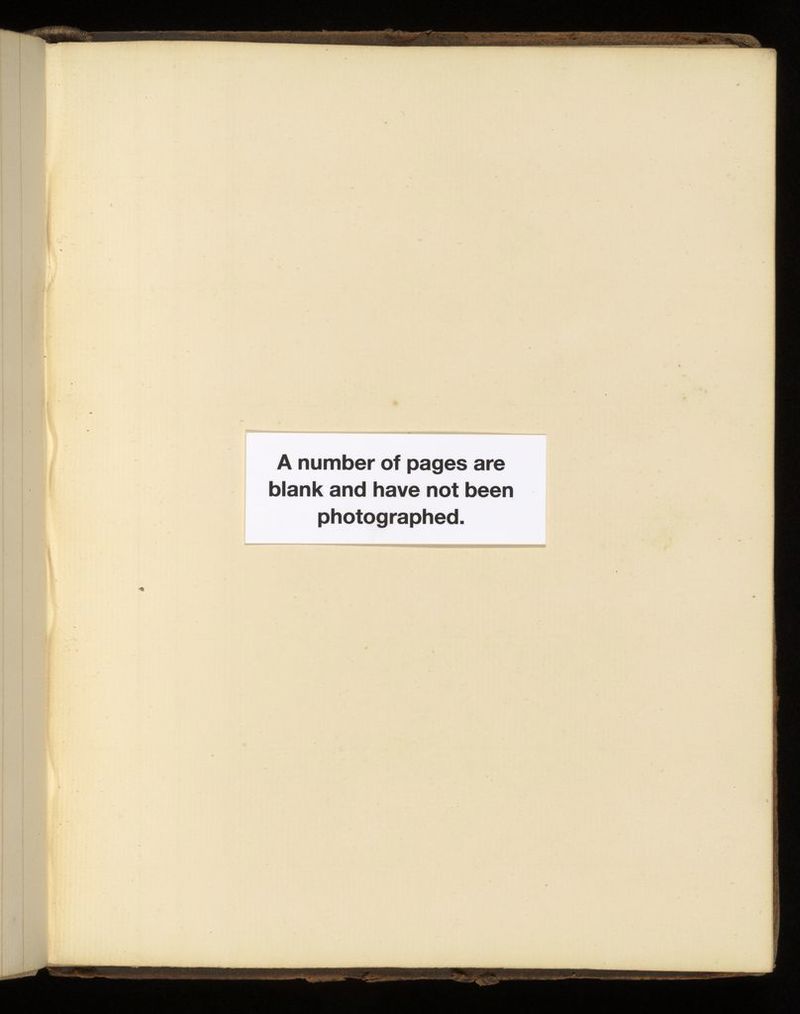 A number of pages are
blank and have not been
photographed.